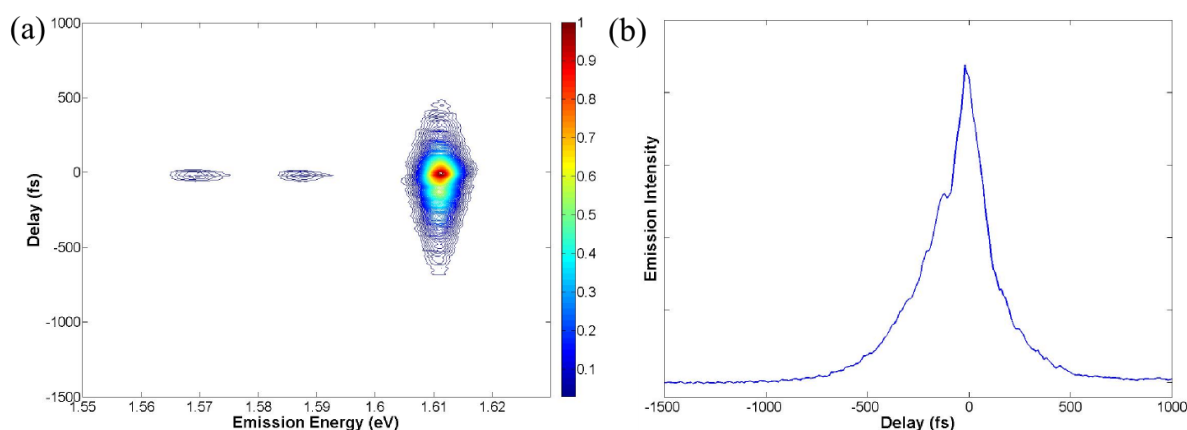 (a)
1000
500
0
-500
-1000
-1500
Delay (fs)
1.55 1.56 1.57 1.58 1.59 1.6 1.61 1.62
Emission Energy (eV)
1
0.9
0.8
0.7
0.6
0.5
0.4
0.3
0.2
0.1
(b)
Emission Intensity
-1500 -1000 -500 0 500 1000
Delay (fs)